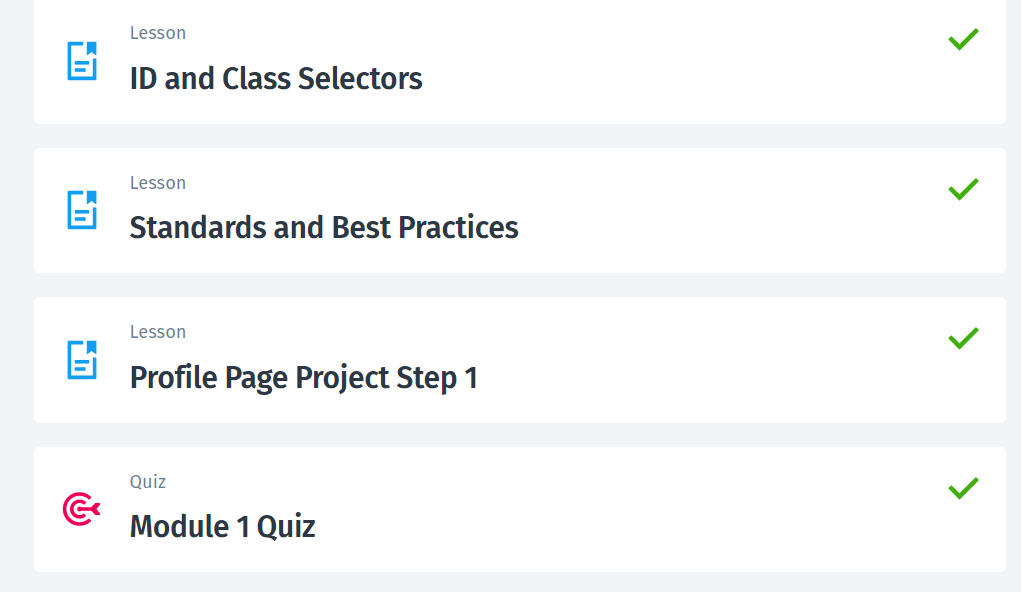 Lesson
ID and Class Selectors
Lesson
Standards and Best Practices
Lesson
Profile Page Project Step 1
Quiz
Module 1 Quiz